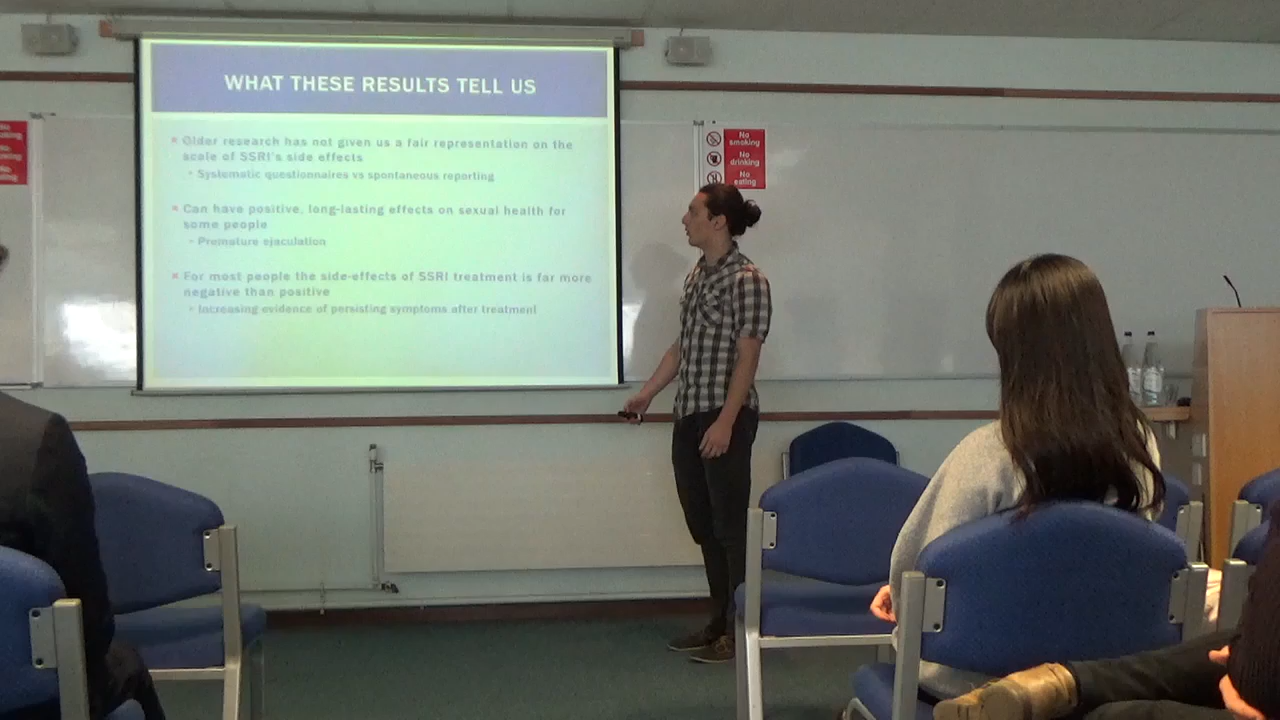 WHAT THESE RESULTS TELL US
Older research has not given us a fair representation on the
scale of SSRI's side effects
Systematic questionnaires vs spontaneous reporting
Can have positive, long-lasting effects on sexual health for
some people
Premature ejaculation
For most people the side-effects of SSRI treatment is far more
negative than positive
Increasing evidence of persisting symptoms after treatment
No
smoking
No
drinking
No
eating